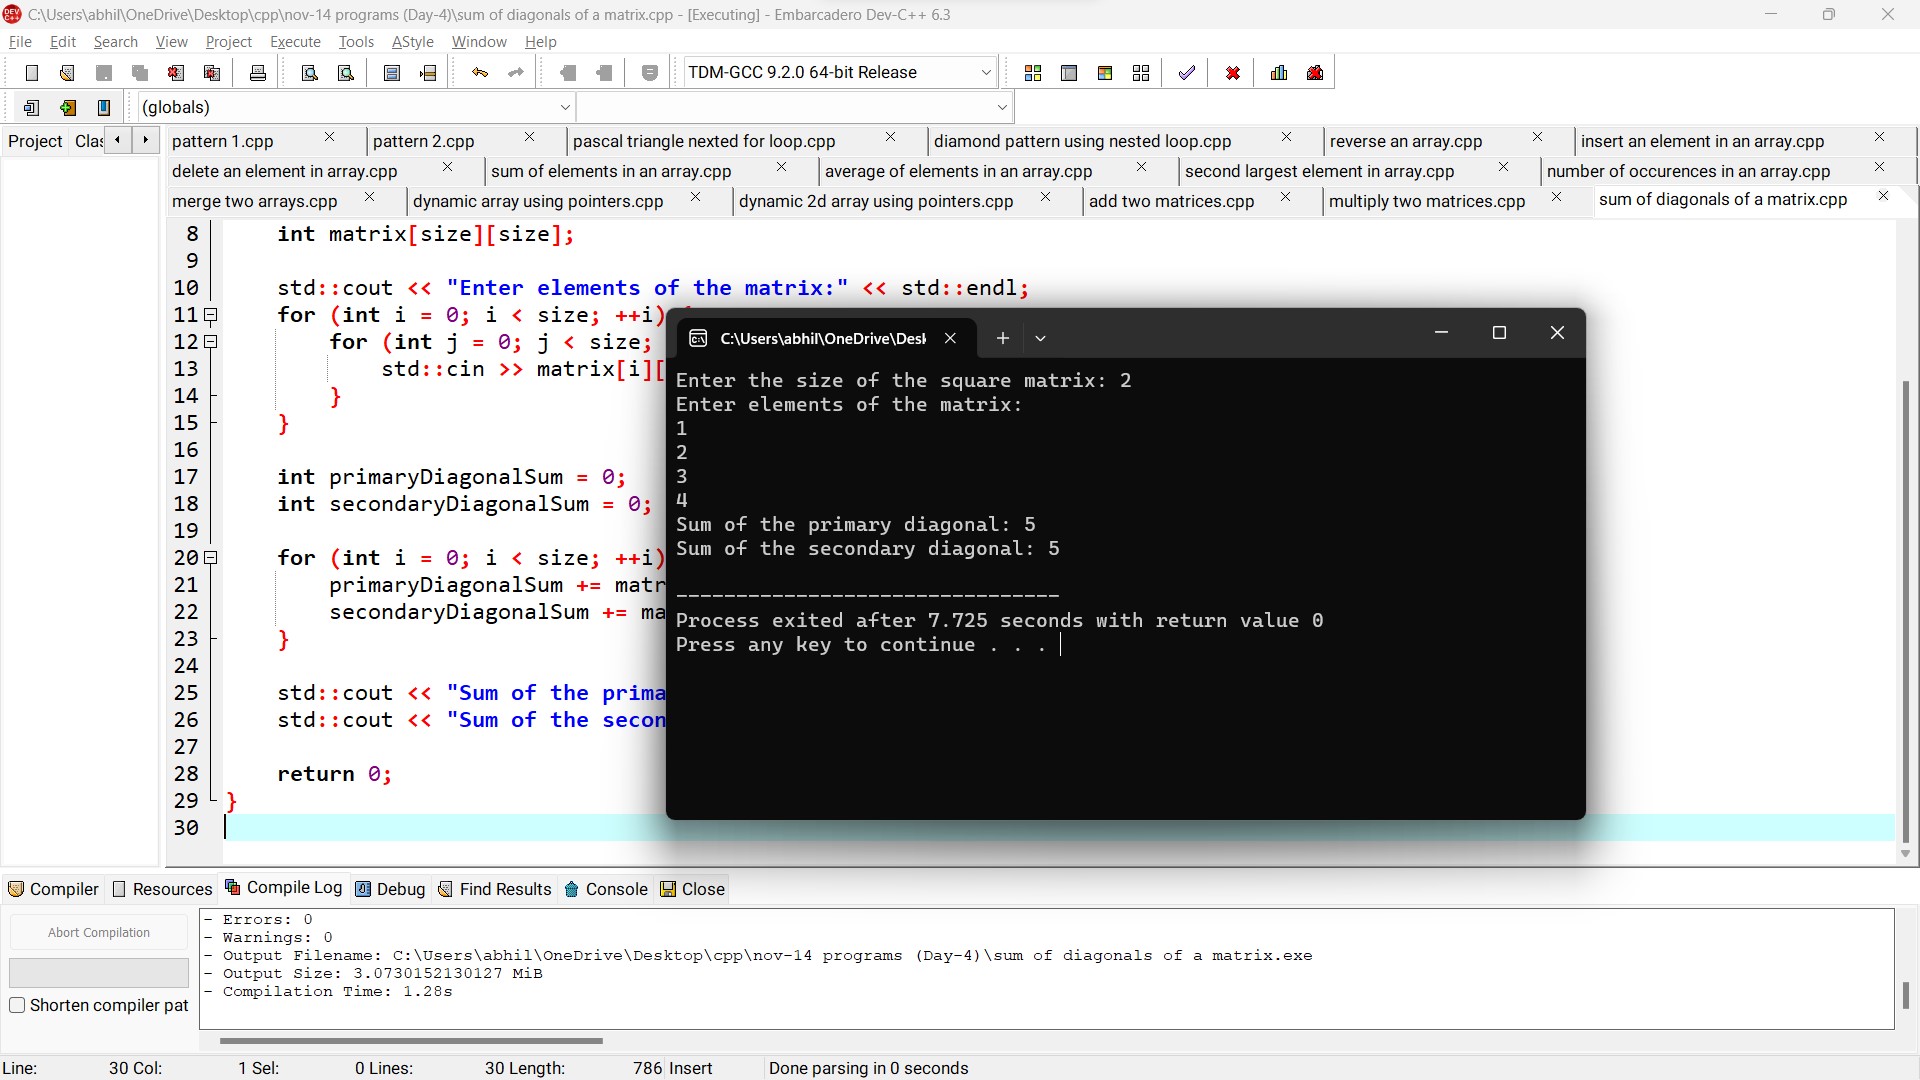 C:\Users\abhil\OneDrive\Desktop\cpp\nov-14 programs (Day-4)\sum of diagonals of a matrix.cpp - [Executing] - Embarcadero Dev-C++ 6.3
File Edit Search View Project Execute Tools AStyle Window Help
TDM-GCC 9.2.0 64-bit Release
(globals)
Project Clas
pattern 1.cpp pattern 2.cpp pascal triangle nexted for loop.cpp diamond pattern using nested loop.cpp reverse an array.cpp insert an element in an array.cpp
delete an element in array.cpp sum of elements in an array.cpp average of elements in an array.cpp second largest element in array.cpp number of occurences in an array.cpp
merge two arrays.cpp dynamic array using pointers.cpp dynamic 2d array using pointers.cpp add two matrices.cpp multiply two matrices.cpp sum of diagonals of a matrix.cpp
8 int matrix[size][size];
9
10 std::cout << "Enter elements of the matrix:" << std::endl;
11 for (int i = 0; i < size; ++i)
12 for (int j = 0; j < size;
13 std::cin >> matrix[i][
14 }
15 }
16
17 int primaryDiagonalSum = 0;
18 int secondaryDiagonalSum = 0;
19
20 for (int i = 0; i < size; ++i)
21 primaryDiagonalSum += matr
22 secondaryDiagonalSum += ma
23 }
24
25 std::cout << "Sum of the prima
26 std::cout << "Sum of the secon
27
28 return 0;
29 }
30
C:\Users\abhil\OneDrive\Desk
Enter the size of the square matrix: 2
Enter elements of the matrix:
1
2
3
4
Sum of the primary diagonal: 5
Sum of the secondary diagonal: 5
--------------------------------
Process exited after 7.725 seconds with return value 0
Press any key to continue . . .
Compiler Resources Compile Log Debug Find Results Console Close
Abort Compilation
Shorten compiler pat
- Errors: 0
- Warnings: 0
- Output Filename: C:\Users\abhil\OneDrive\Desktop\cpp\nov-14 programs (Day-4)\sum of diagonals of a matrix.exe
- Output Size: 3.0730152130127 MiB
- Compilation Time: 1.28s
Line: 30 Col: 1 Sel: 0 Lines: 30 Length: 786 Insert Done parsing in 0 seconds